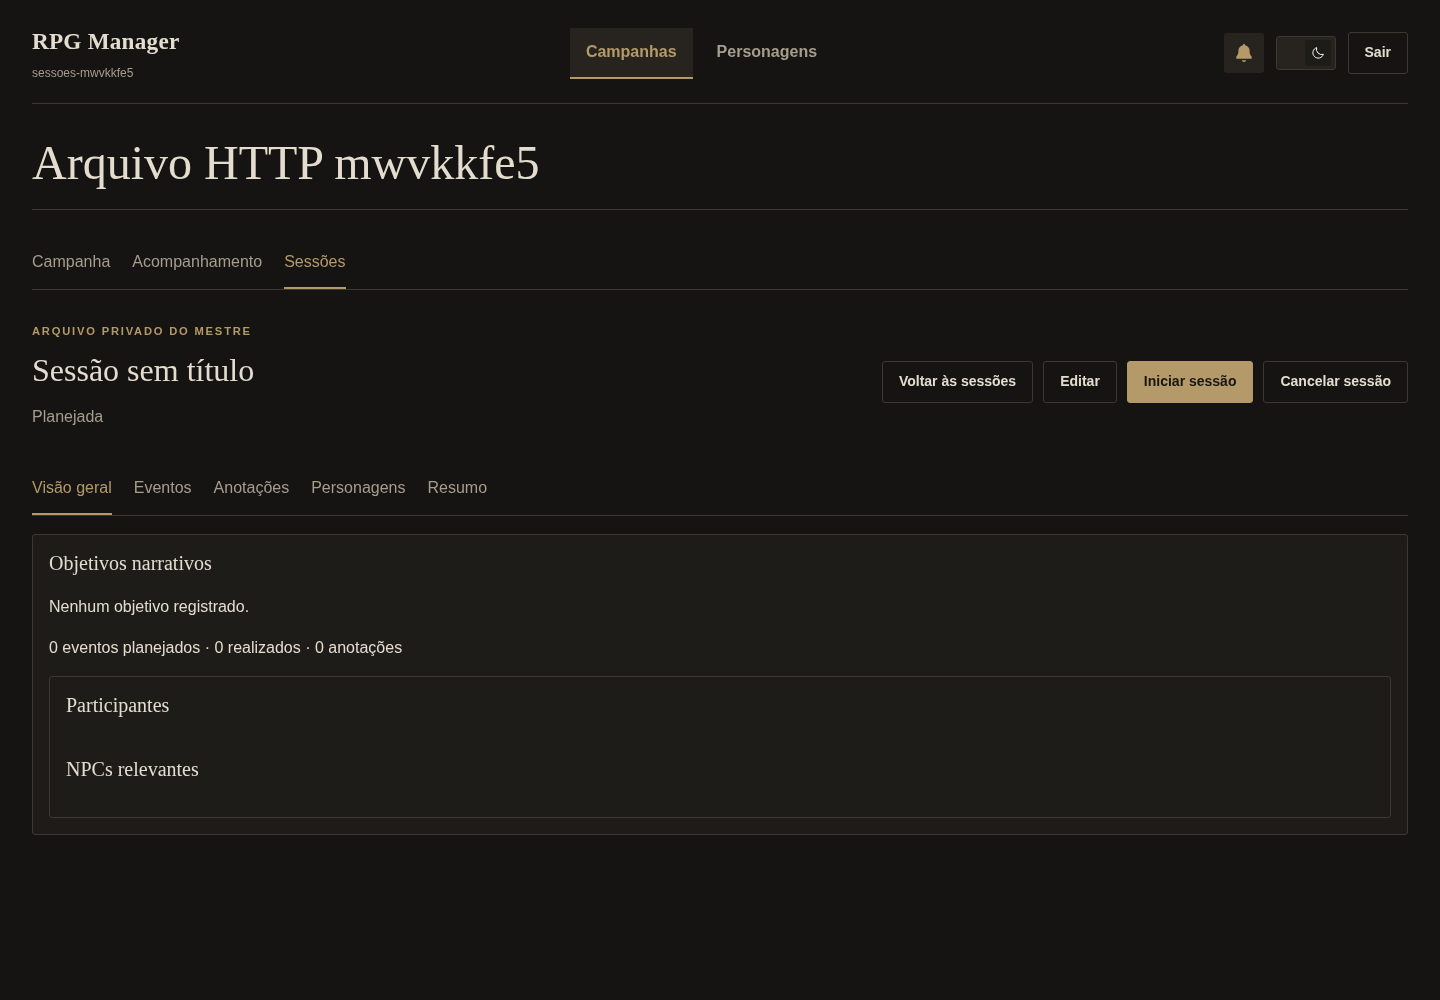 RPG Manager
sessoes-mwvkkfe5
Campanhas
Personagens
Sair
Arquivo HTTP mwvkkfe5
Campanha
Acompanhamento
Sessões
ARQUIVO PRIVADO DO MESTRE
Sessão sem título
Planejada
Voltar às sessões
Editar
Iniciar sessão
Cancelar sessão
Visão geral
Eventos
Anotações
Personagens
Resumo
Objetivos narrativos
Nenhum objetivo registrado.
0 eventos planejados · 0 realizados · 0 anotações
Participantes
NPCs relevantes